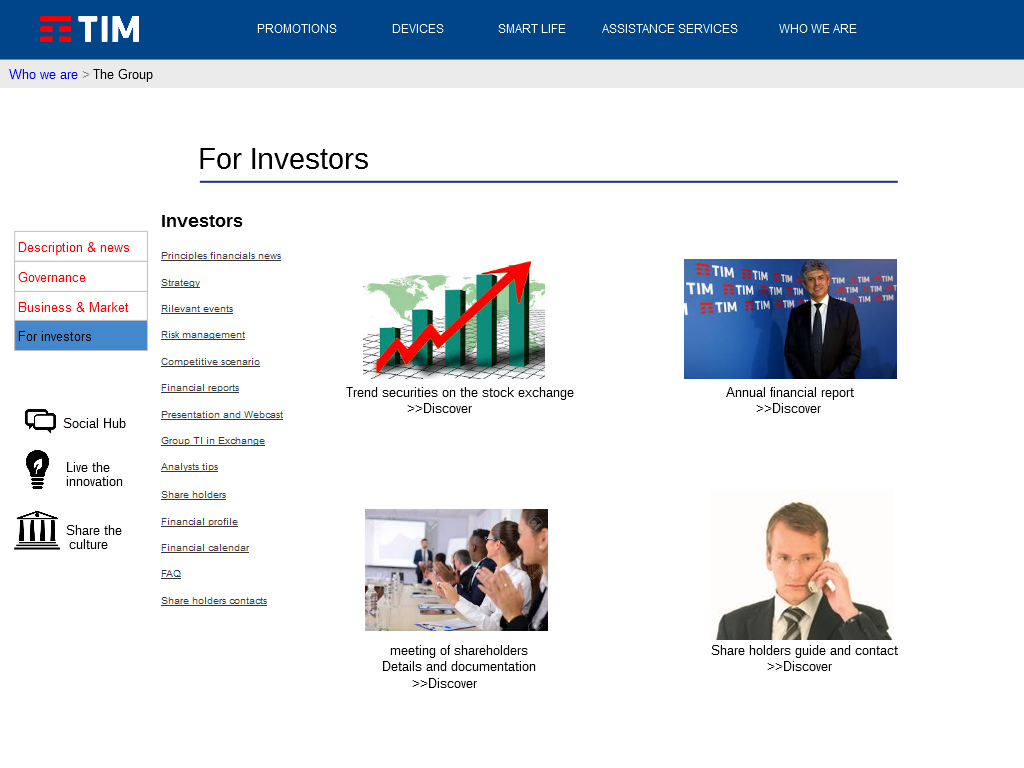 TIM
PROMOTIONS DEVICES SMART LIFE ASSISTANCE SERVICES WHO WE ARE
Who we are > The Group
For Investors
Investors
Description & news
Governance
Business & Market
For investors
Social Hub
Live the
innovation
Share the
culture
Principles financials news
Strategy
Rilevant events
Risk management
Competitive scenario
Financial reports
Presentation and Webcast
Group TI in Exchange
Analysts tips
Share holders
Financial profile
Financial calendar
FAQ
Share holders contacts
Trend securities on the stock exchange
>>Discover
TIM TIM TIM TIM
TIM TIM TIM TIM TIM
TIM TIM
Annual financial report
>>Discover
meeting of shareholders
Details and documentation
>>Discover
Share holders guide and contact
>>Discover